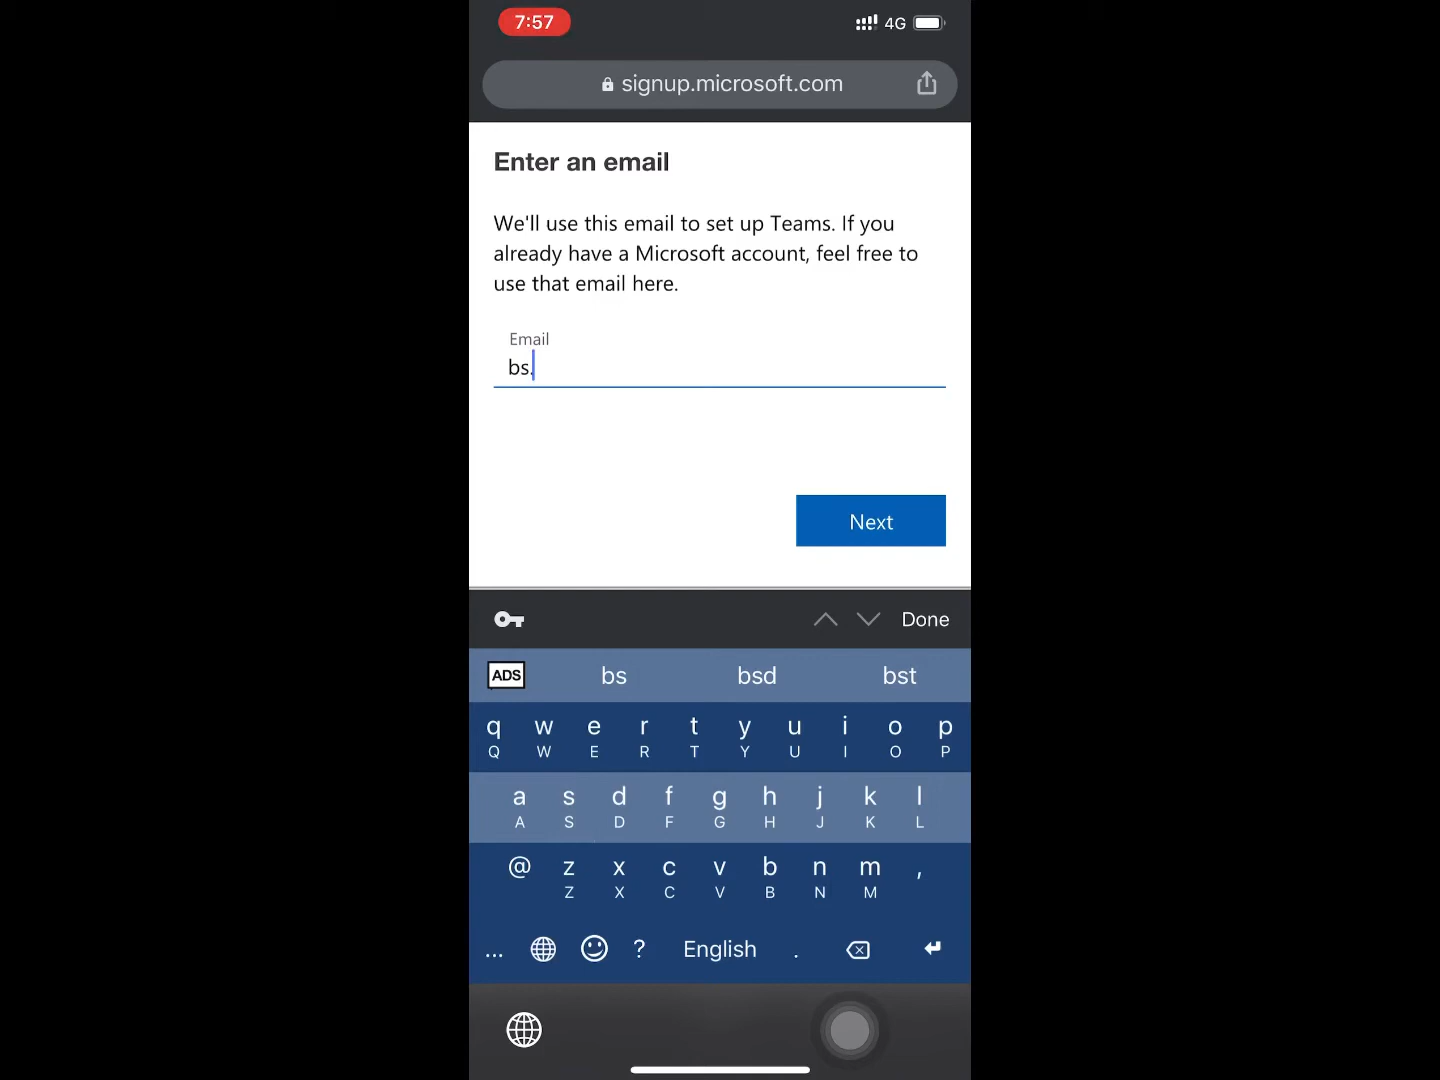 7:57 4G
signup.microsoft.com
Enter an email
We'll use this email to set up Teams. If you
already have a Microsoft account, feel free to
use that email here.
Email
bs.
Next
Done
ADS bs bsd bst
q w e r t y u i o p
Q W E R T Y U I O P
a s d f g h j k l
A S D F G H J K L
@ z x c v b n m ,
Z X C V B N M
... ? English .